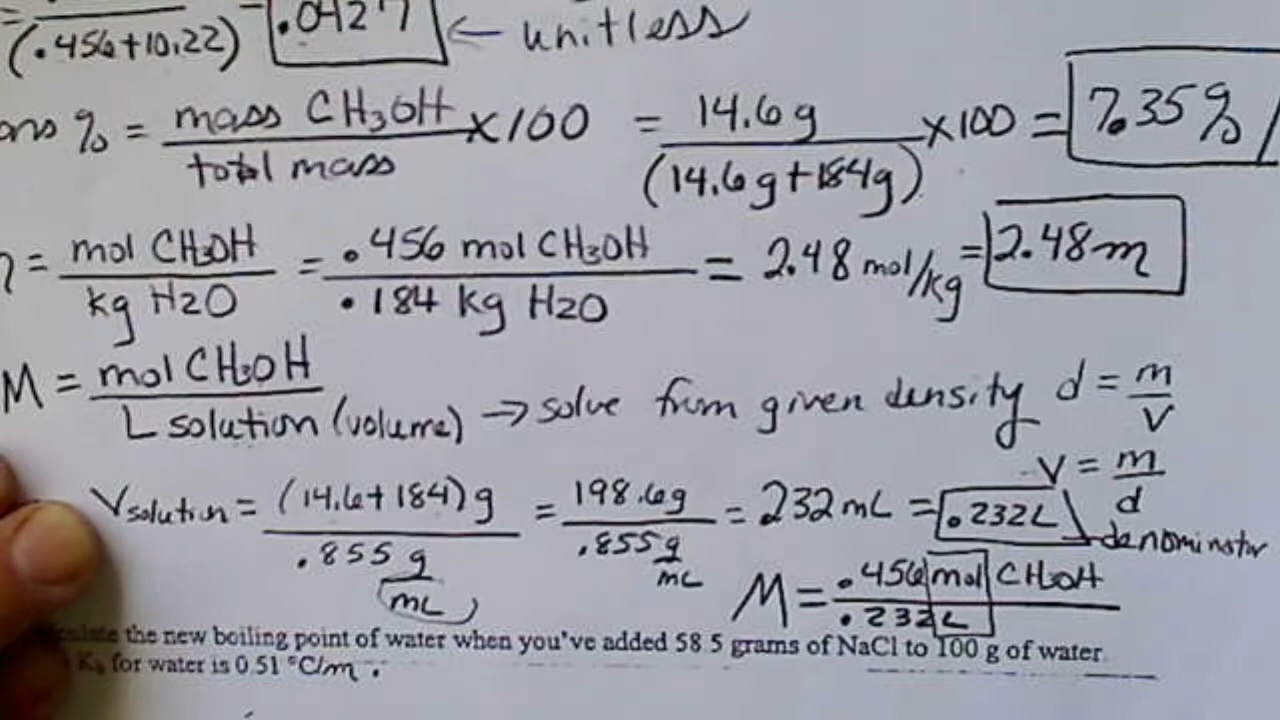 = (.456+10.22) = .0427 ← unitless
% = mass CH3OH / total mass x100 = 14.6g / (14.6g+184g) x100 = 7.35%
= mol CH3OH / kg H2O = .456 mol CH3OH / .184 kg H2O = 2.48 mol/kg = 2.48m
M = mol CH3OH / L solution (volume) → solve from given density d = m/V
V = m/d
Vsolution = (14.6+184)g / .855 g/mL = 198.6g / .855 g/mL = 232mL = .232L denominator
M = .456 mol CH3OH / .232L
the new boiling point of water when you've added 58.5 grams of NaCl to 100 g of water
for water is 0.51 °C/m.